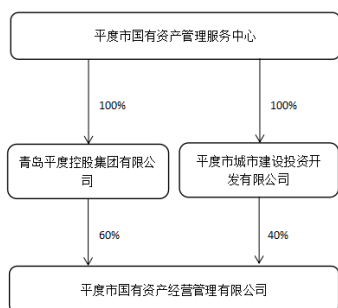 平度市国有资产管理服务中心
100%
100%
青岛平度控股集团有限公
司
平度市城市建设投资开
发有限公司
60%
40%
平度市国有资产经营管理有限公司